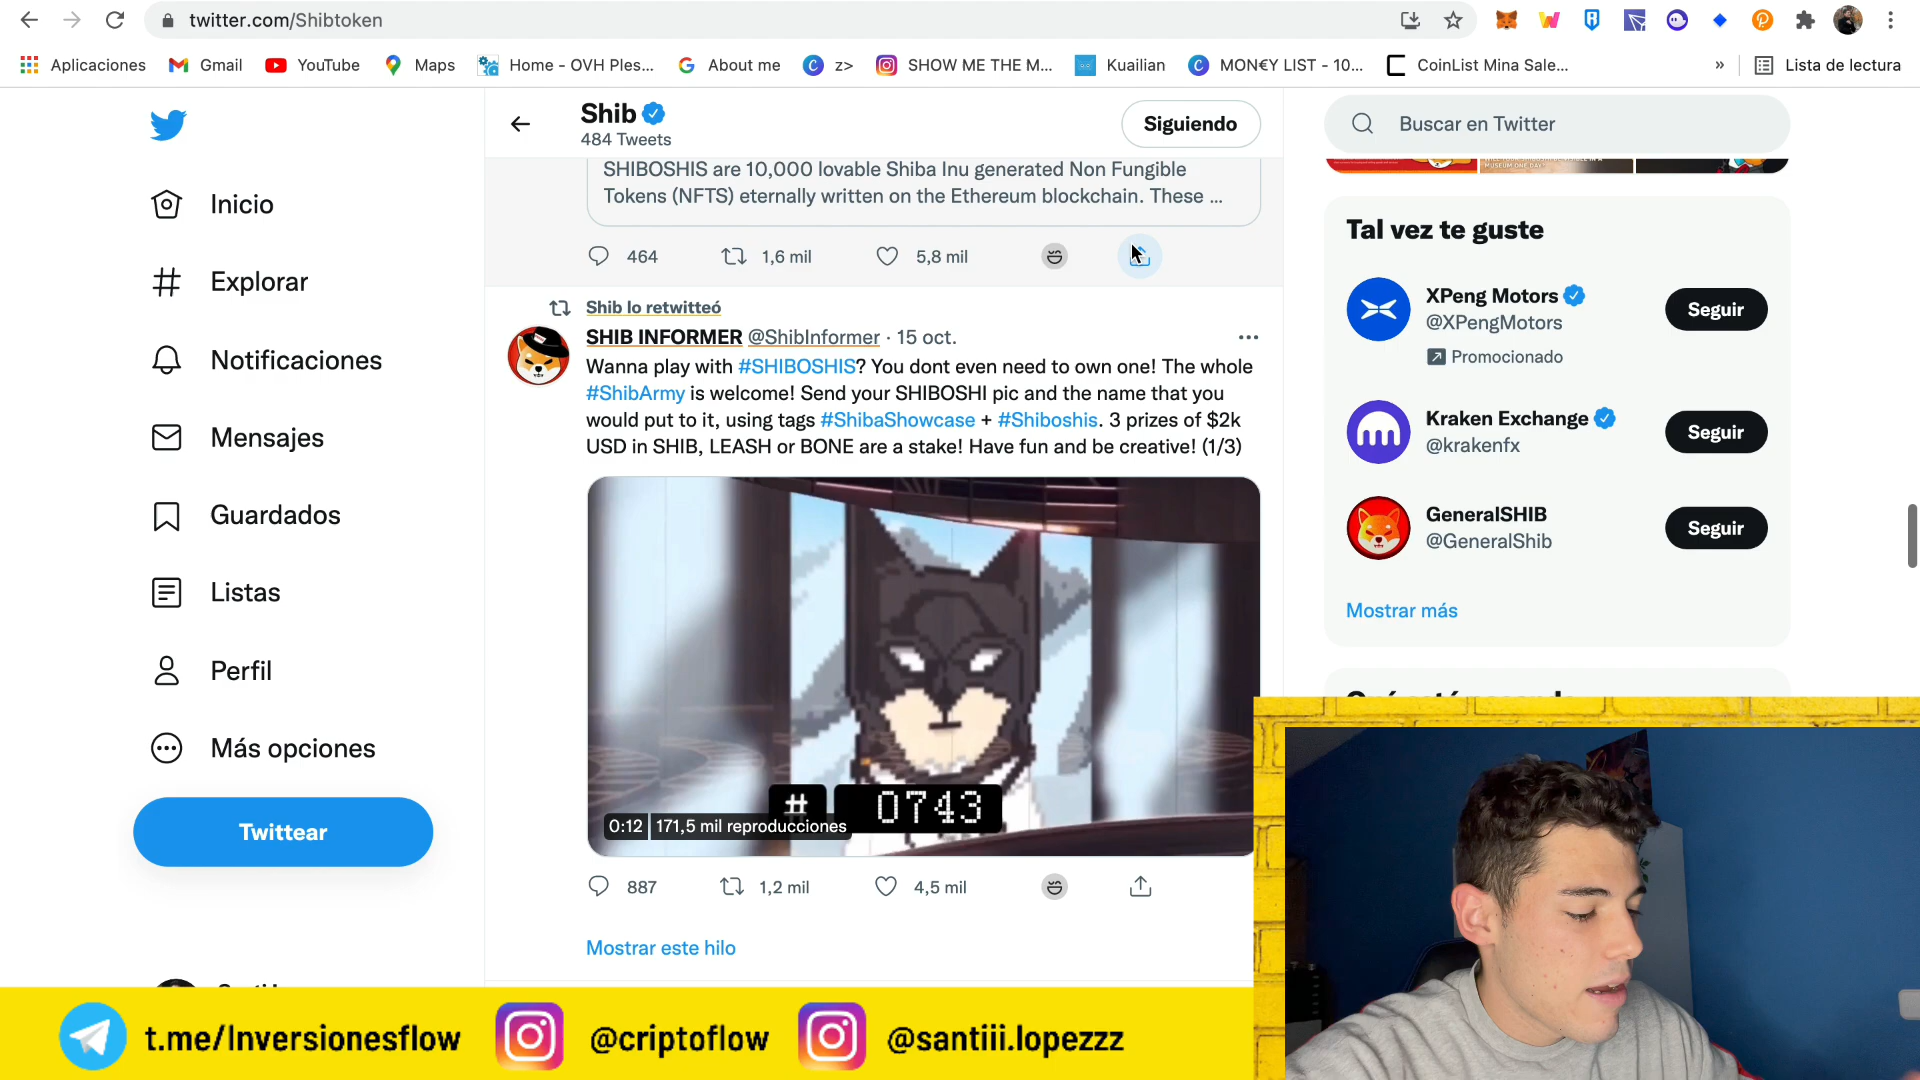 twitter.com/Shibtoken
Aplicaciones
Gmail
YouTube
Maps
Home - OVH Ples...
About me
z>
SHOW ME THE M...
Kuailian
MON€Y LIST - 10...
CoinList Mina Sale...
»
Lista de lectura
Inicio
Explorar
Notificaciones
Mensajes
Guardados
Listas
Perfil
Más opciones
Twittear
Shib
484 Tweets
Siguiendo
SHIBOSHIS are 10,000 lovable Shiba Inu generated Non Fungible
Tokens (NFTS) eternally written on the Ethereum blockchain. These ...
464
1,6 mil
5,8 mil
Shib lo retwitteó
SHIB INFORMER @ShibInformer · 15 oct.
Wanna play with #SHIBOSHIS? You dont even need to own one! The whole
#ShibArmy is welcome! Send your SHIBOSHI pic and the name that you
would put to it, using tags #ShibaShowcase + #Shiboshis. 3 prizes of $2k
USD in SHIB, LEASH or BONE are a stake! Have fun and be creative! (1/3)
# 0743
0:12 171,5 mil reproducciones
887
1,2 mil
4,5 mil
Mostrar este hilo
Buscar en Twitter
Tal vez te guste
XPeng Motors
@XPengMotors
Promocionado
Seguir
Kraken Exchange
@krakenfx
Seguir
GeneralSHIB
@GeneralShib
Seguir
Mostrar más
t.me/Inversionesflow
@criptoflow
@santiii.lopezzz